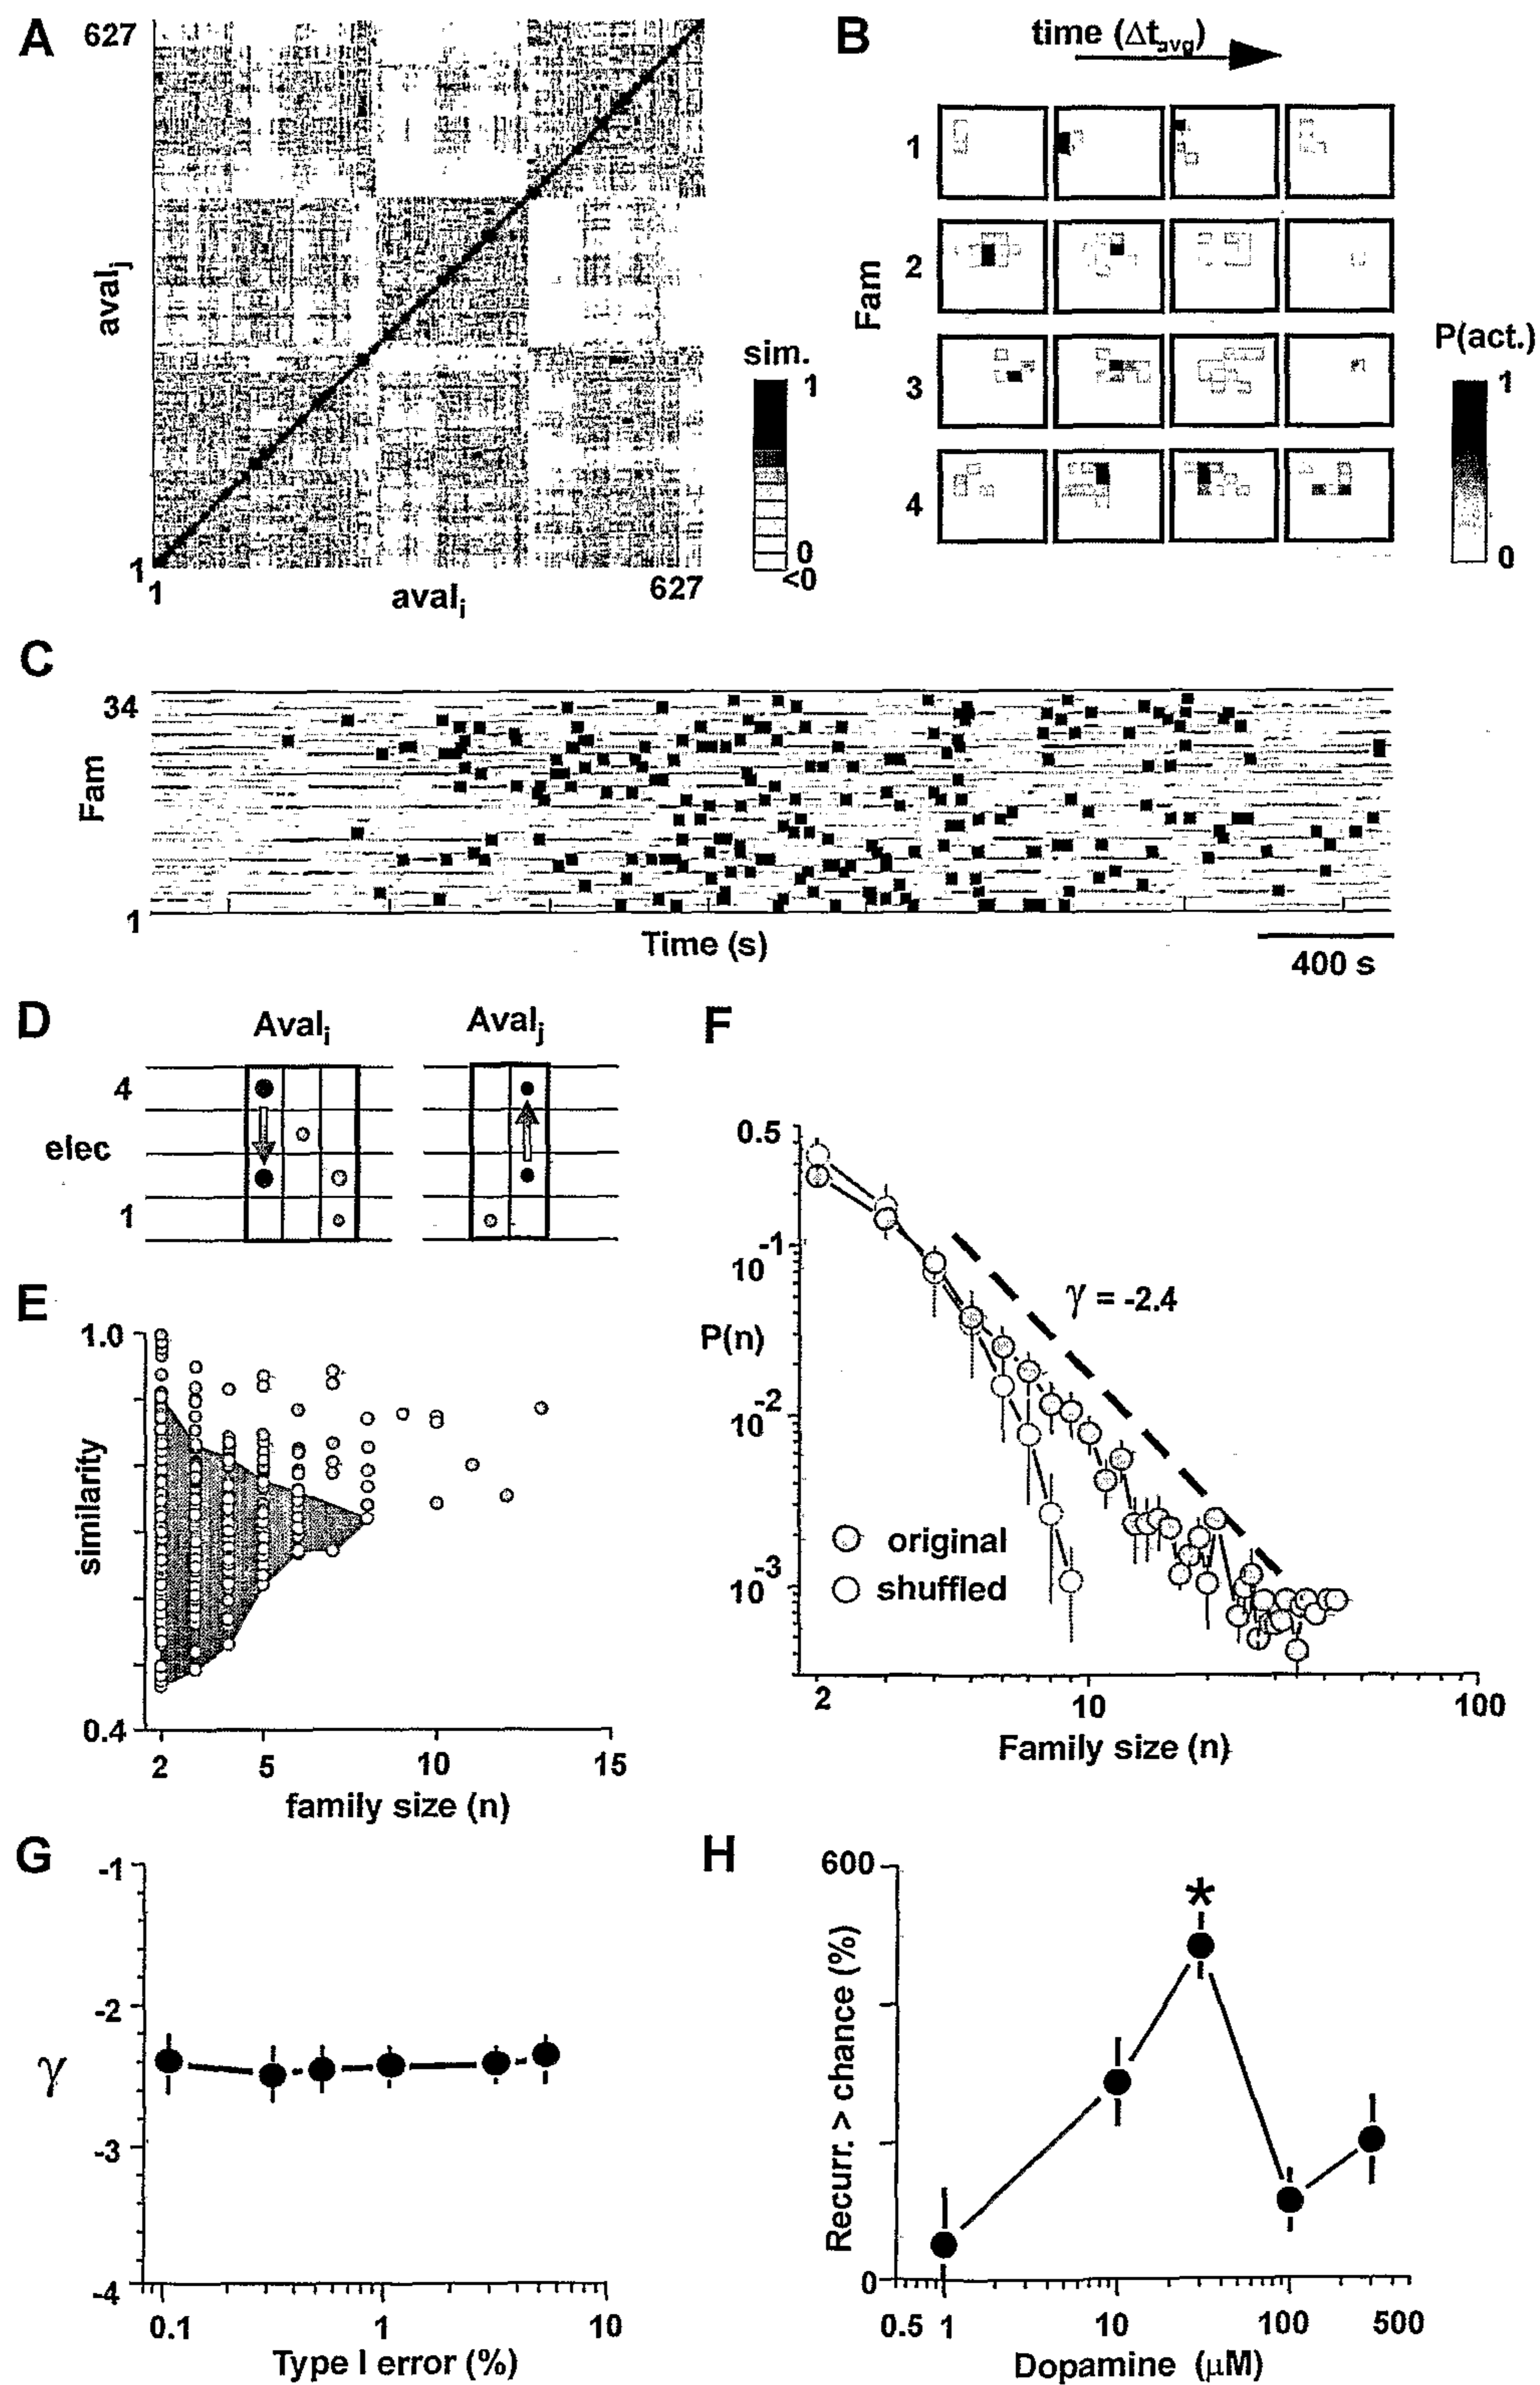 A
627
aval_j
1
1
aval_i
627
sim.
1
0
<0
B
time (Δt_avg)
Fam
1
2
3
4
P(act.)
1
0
C
34
Fam
1
Time (s)
400 s
D
Aval_i
Aval_j
4
elec
1
E
1.0
similarity
0.4
2
5
10
15
family size (n)
F
0.5
10^-1
P(n)
10^-2
10^-3
γ = -2.4
original
shuffled
2
10
100
Family size (n)
G
-1
-2
γ
-3
-4
0.1
1
10
Type I error (%)
H
600
*
Recurr. > chance (%)
0
0.5
1
10
100
500
Dopamine (μM)